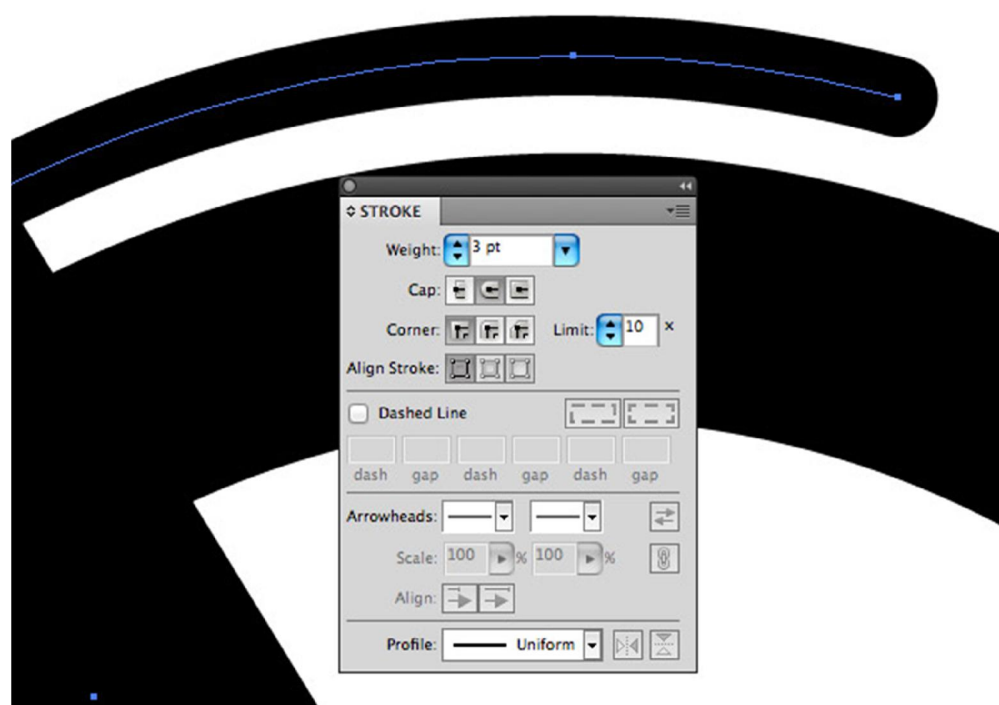 STROKE
Weight: 3 pt
Cap:
Corner: Limit: 10 ×
Align Stroke:
Dashed Line
dash gap dash gap dash gap
Arrowheads:
Scale: 100 % 100 %
Align:
Profile: Uniform